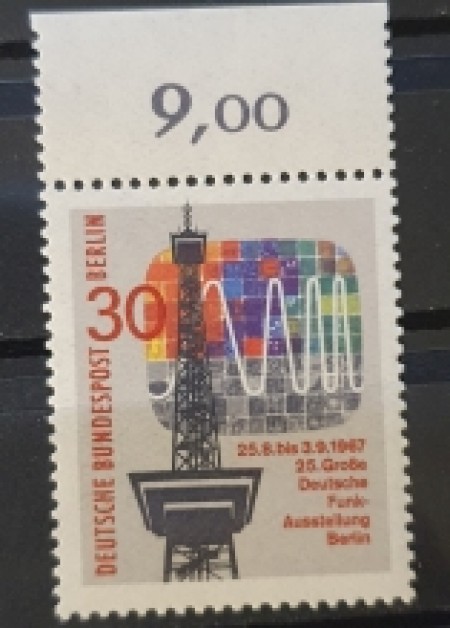 9,00
DEUTSCHE BUNDESPOST BERLIN
30
25.8.bis 3.9.1967
25.Große
Deutsche
Funk-
Ausstellung
Berlin